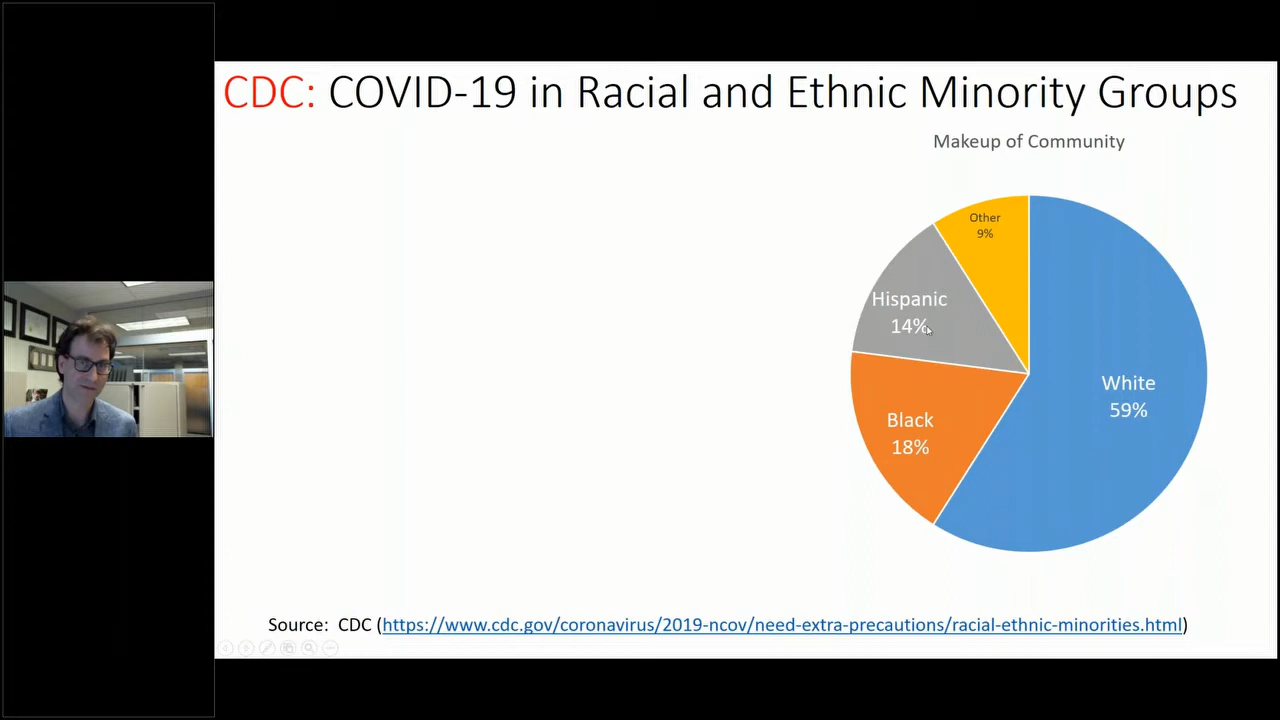 CDC: COVID-19 in Racial and Ethnic Minority Groups
Makeup of Community
Other
9%
Hispanic
14%
White
59%
Black
18%
Source: CDC (https://www.cdc.gov/coronavirus/2019-ncov/need-extra-precautions/racial-ethnic-minorities.html)